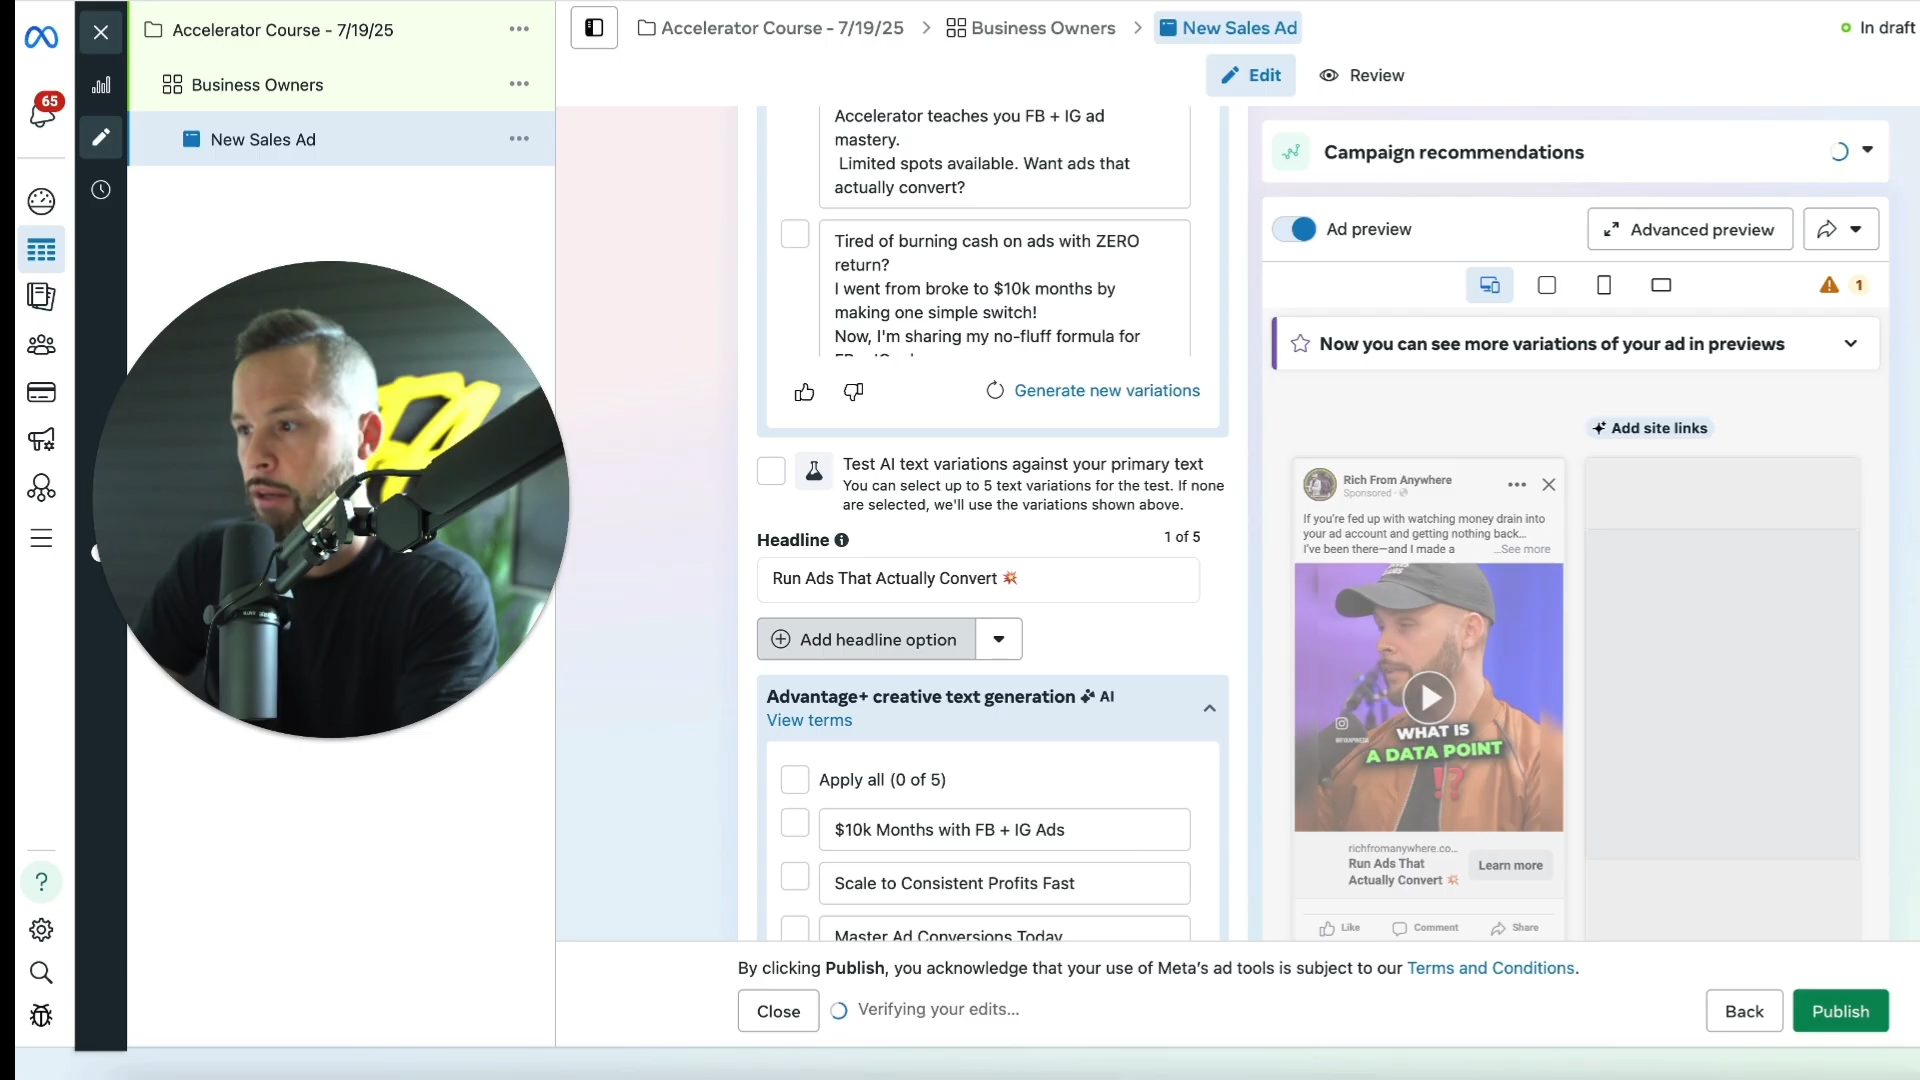 65
Accelerator Course - 7/19/25
Business Owners
New Sales Ad
Accelerator Course - 7/19/25
Business Owners
New Sales Ad
In draft
Edit
Review
Accelerator teaches you FB + IG ad
mastery.
Limited spots available. Want ads that
actually convert?
Tired of burning cash on ads with ZERO
return?
I went from broke to $10k months by
making one simple switch!
Now, I'm sharing my no-fluff formula for
Generate new variations
Test AI text variations against your primary text
You can select up to 5 text variations for the test. If none
are selected, we'll use the variations shown above.
Headline
1 of 5
Run Ads That Actually Convert 💥
Add headline option
Advantage+ creative text generation AI
View terms
Apply all (0 of 5)
$10k Months with FB + IG Ads
Scale to Consistent Profits Fast
Master Ad Conversions Today
Campaign recommendations
Ad preview
Advanced preview
1
Now you can see more variations of your ad in previews
Add site links
Rich From Anywhere
Sponsored ·
If you're fed up with watching money drain into
your ad account and getting nothing back...
I've been there—and I made a ...See more
WHAT IS
A DATA POINT
⁉️
richfromanywhere.co...
Run Ads That
Actually Convert 💥
Learn more
Like
Comment
Share
By clicking Publish, you acknowledge that your use of Meta's ad tools is subject to our Terms and Conditions.
Close
Verifying your edits...
Back
Publish